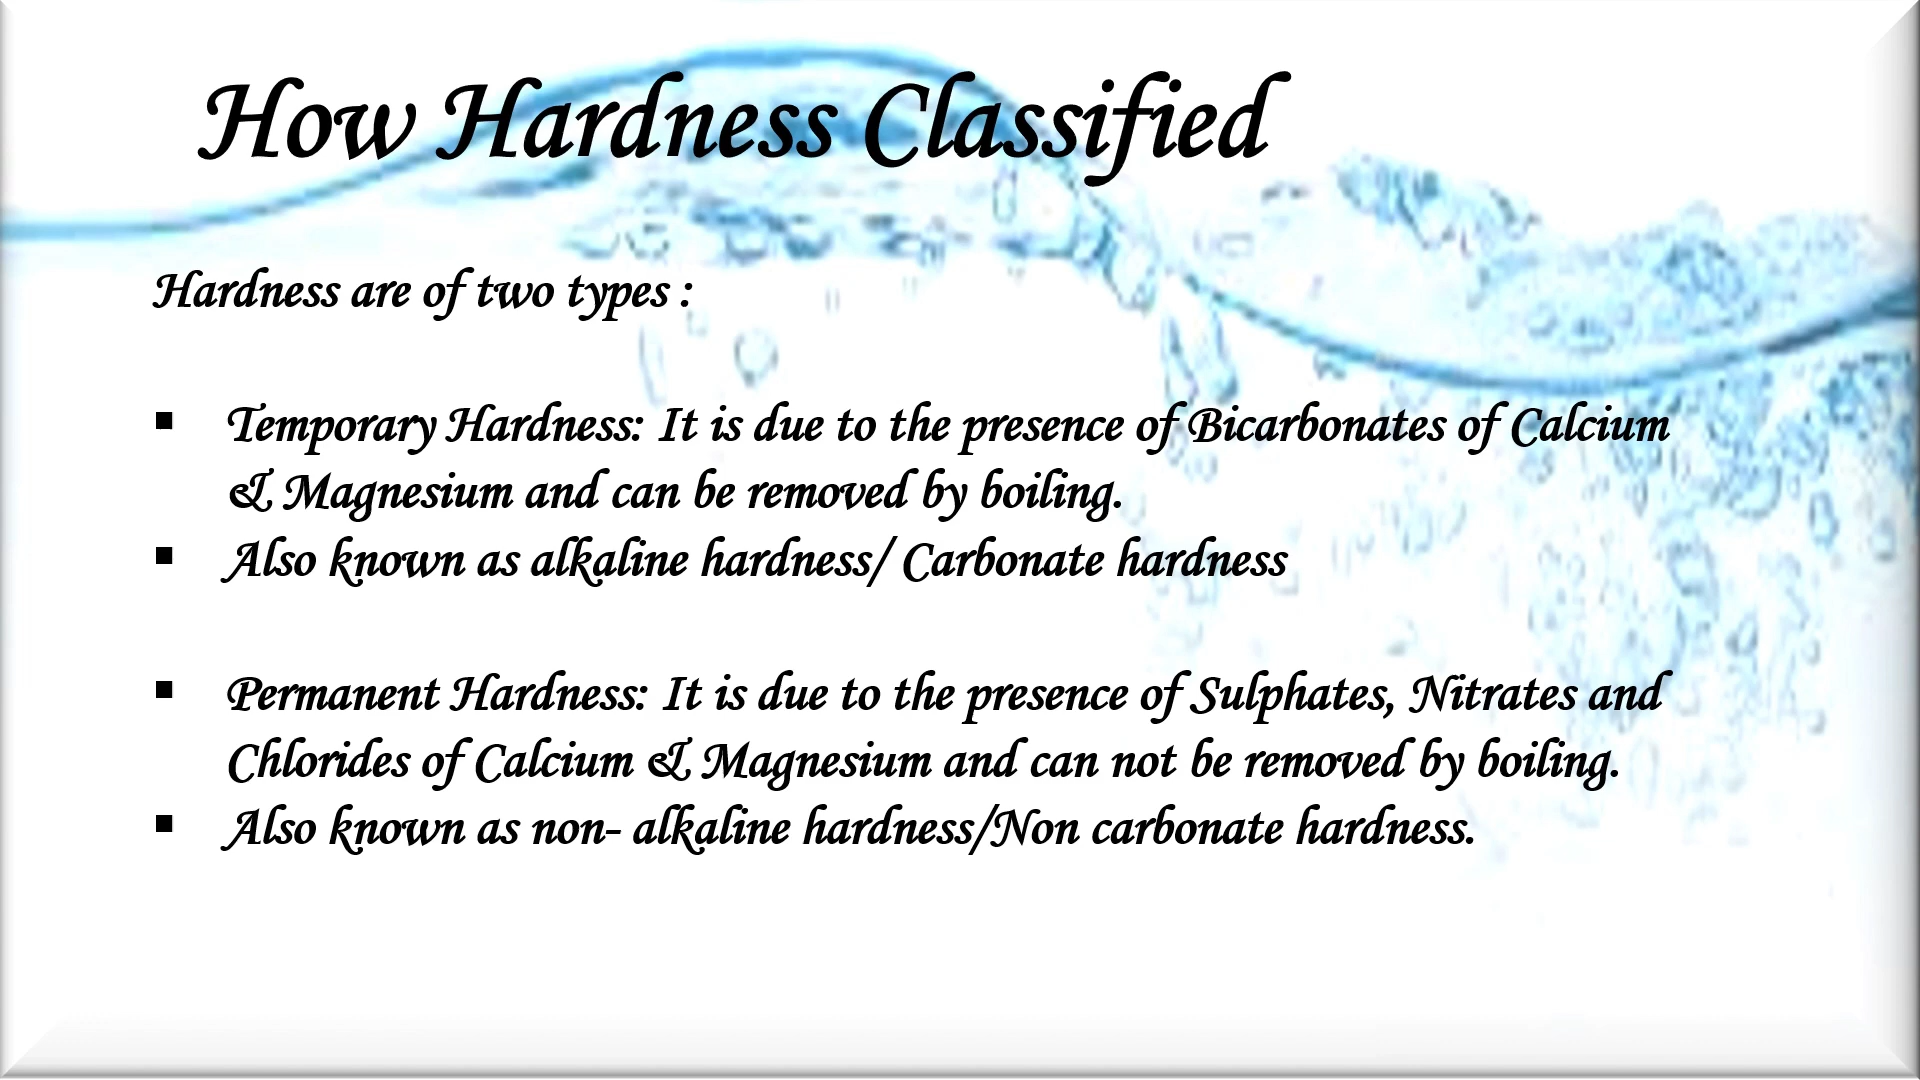 How Hardness Classified
Hardness are of two types :
▪ Temporary Hardness: It is due to the presence of Bicarbonates of Calcium
& Magnesium and can be removed by boiling.
▪ Also known as alkaline hardness/ Carbonate hardness
▪ Permanent Hardness: It is due to the presence of Sulphates, Nitrates and
Chlorides of Calcium & Magnesium and can not be removed by boiling.
▪ Also known as non- alkaline hardness/Non carbonate hardness.